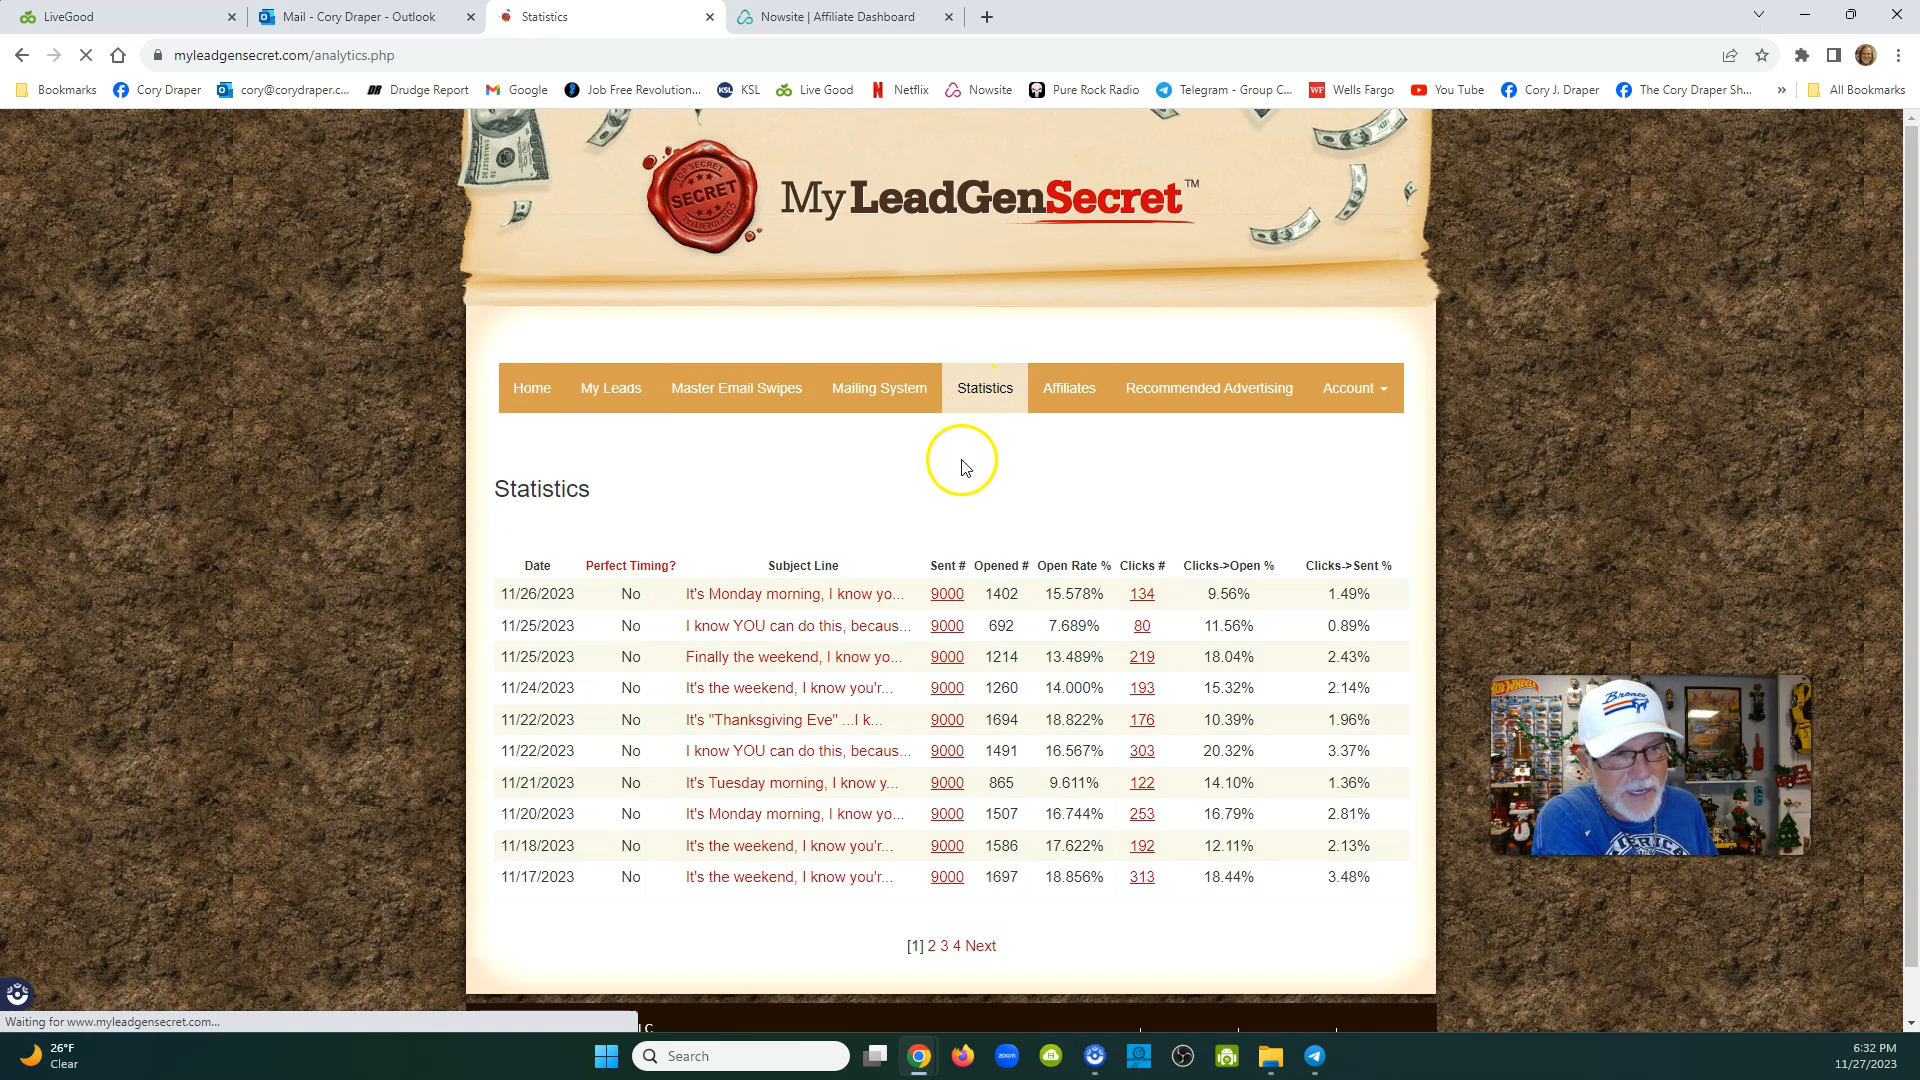 LiveGood
Mail - Cory Draper - Outlook
Statistics
Nowsite | Affiliate Dashboard
myleadgensecret.com/analytics.php
Bookmarks
Cory Draper
cory@corydraper.c...
DR
Drudge Report
Google
Job Free Revolution...
KSL
KSL
Live Good
Netflix
Nowsite
Pure Rock Radio
Telegram - Group C...
WF
Wells Fargo
You Tube
Cory J. Draper
The Cory Draper Sh...
»
All Bookmarks
TOP SECRET
SECRET
CONFIDENTIAL
My LeadGenSecret™
Home
My Leads
Master Email Swipes
Mailing System
Statistics
Affiliates
Recommended Advertising
Account
Statistics
Date Perfect Timing? Subject Line Sent # Opened # Open Rate % Clicks # Clicks->Open % Clicks->Sent %
11/26/2023 No It's Monday morning, I know yo... 9000 1402 15.578% 134 9.56% 1.49%
11/25/2023 No I know YOU can do this, becaus... 9000 692 7.689% 80 11.56% 0.89%
11/25/2023 No Finally the weekend, I know yo... 9000 1214 13.489% 219 18.04% 2.43%
11/24/2023 No It's the weekend, I know you'r... 9000 1260 14.000% 193 15.32% 2.14%
11/22/2023 No It's "Thanksgiving Eve" ...I k... 9000 1694 18.822% 176 10.39% 1.96%
11/22/2023 No I know YOU can do this, becaus... 9000 1491 16.567% 303 20.32% 3.37%
11/21/2023 No It's Tuesday morning, I know y... 9000 865 9.611% 122 14.10% 1.36%
11/20/2023 No It's Monday morning, I know yo... 9000 1507 16.744% 253 16.79% 2.81%
11/18/2023 No It's the weekend, I know you'r... 9000 1586 17.622% 192 12.11% 2.13%
11/17/2023 No It's the weekend, I know you'r... 9000 1697 18.856% 313 18.44% 3.48%
[1] 2 3 4 Next
Hot Wheels
Broncos
Waiting for www.myleadgensecret.com...
26°F
Clear
Search
zoom
6:32 PM
11/27/2023